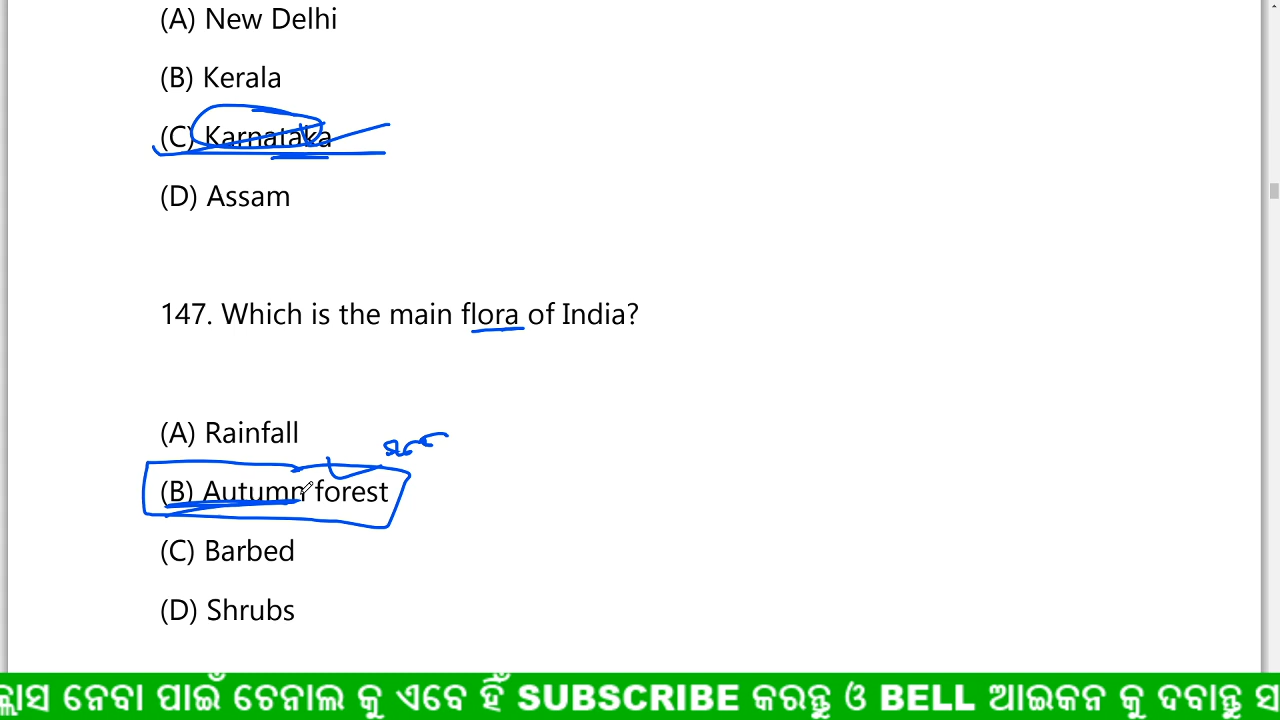 (A) New Delhi
(B) Kerala
(C) Karnataka
(D) Assam
147. Which is the main flora of India?
(A) Rainfall
(B) Autumn forest
(C) Barbed
(D) Shrubs
କ୍ଲାସ ନେବା ପାଇଁ ଚେନାଲ କୁ ଏବେ ହିଁ SUBSCRIBE କରନ୍ତୁ ଓ BELL ଆଇକନ କୁ ଦବାନ୍ତୁ ସ